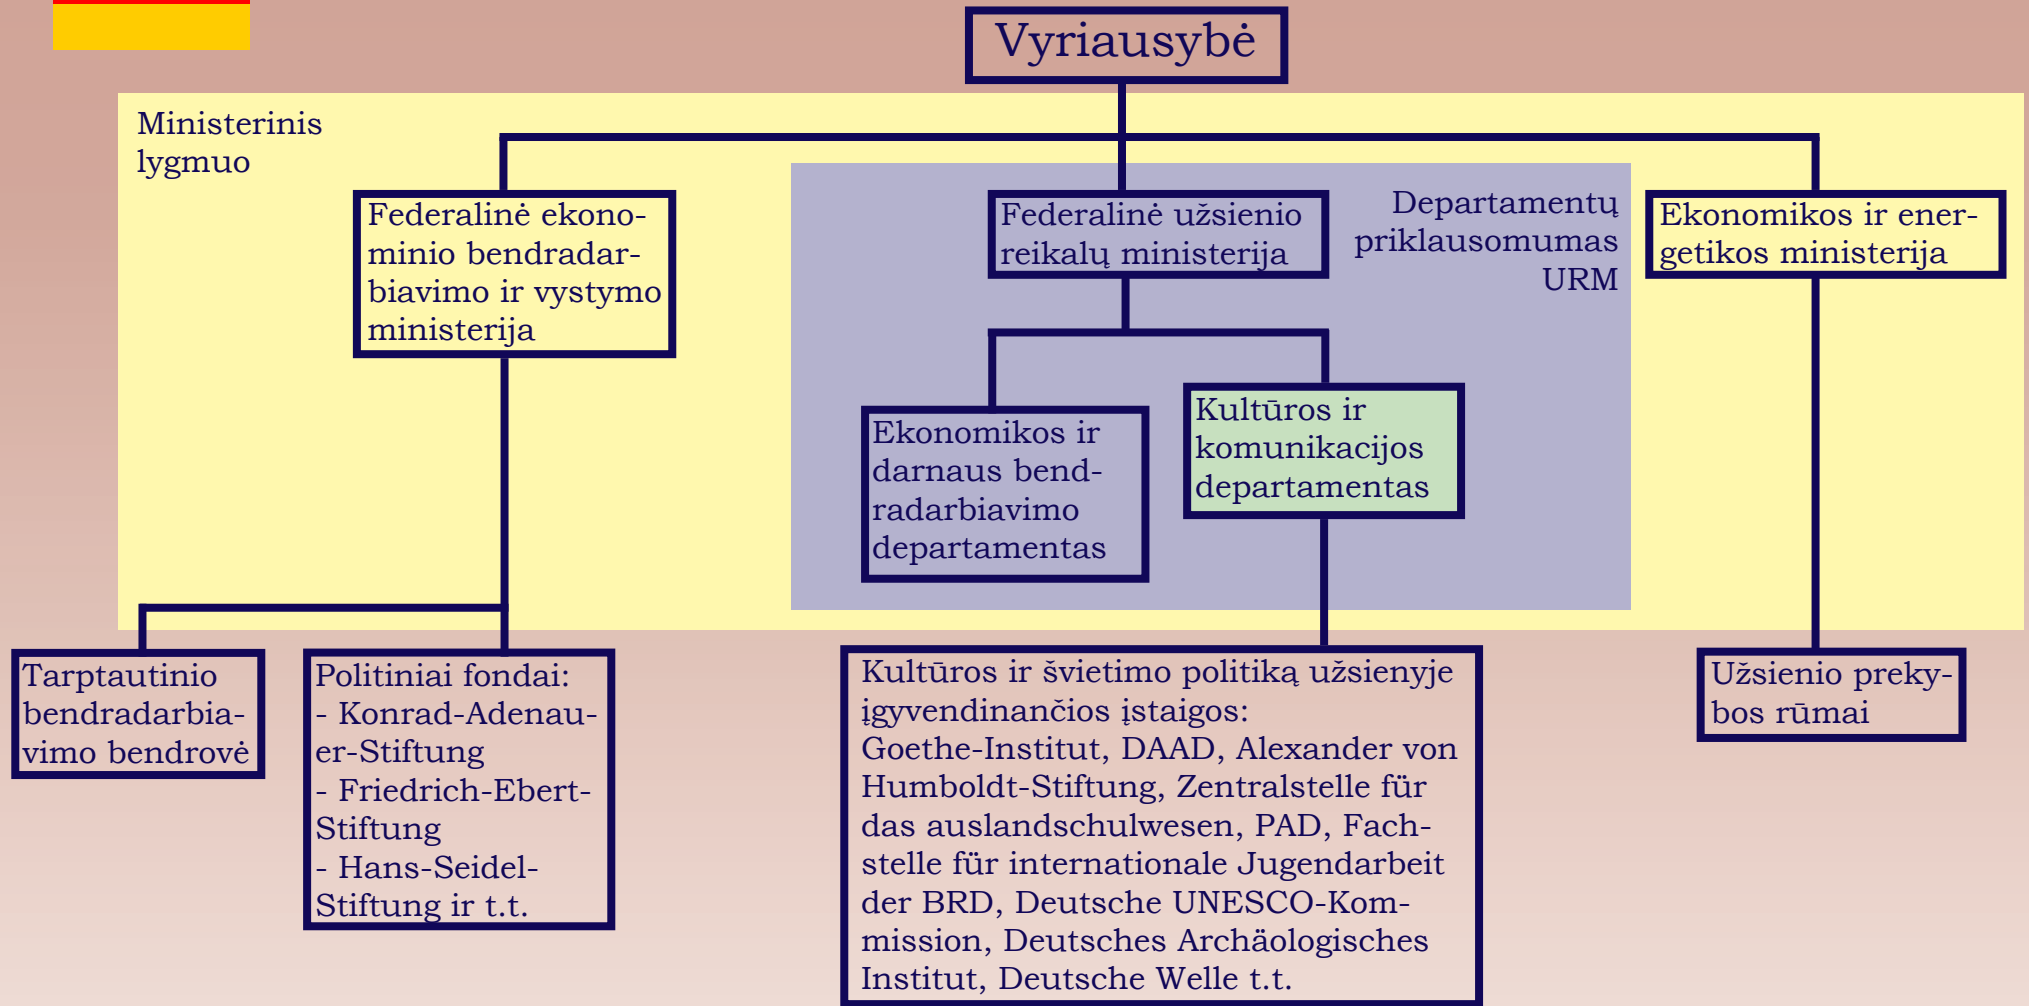 Vyriausybė
Ministerinis
lygmuo
Federalinė ekono-
minio bendradar-
biavimo ir vystymo
ministerija
Federalinė užsienio
reikalų ministerija
Departamentų
priklausomumas
URM
Ekonomikos ir ener-
getikos ministerija
Ekonomikos ir
darnaus bend-
radarbiavimo
departamentas
Kultūros ir
komunikacijos
departamentas
Tarptautinio
bendradarbia-
vimo bendrovė
Politiniai fondai:
- Konrad-Adenau-
er-Stiftung
- Friedrich-Ebert-
Stiftung
- Hans-Seidel-
Stiftung ir t.t.
Kultūros ir švietimo politiką užsienyje
įgyvendinančios įstaigos:
Goethe-Institut, DAAD, Alexander von
Humboldt-Stiftung, Zentralstelle für
das auslandschulwesen, PAD, Fach-
stelle für internationale Jugendarbeit
der BRD, Deutsche UNESCO-Kom-
mission, Deutsches Archäologisches
Institut, Deutsche Welle t.t.
Užsienio preky-
bos rūmai